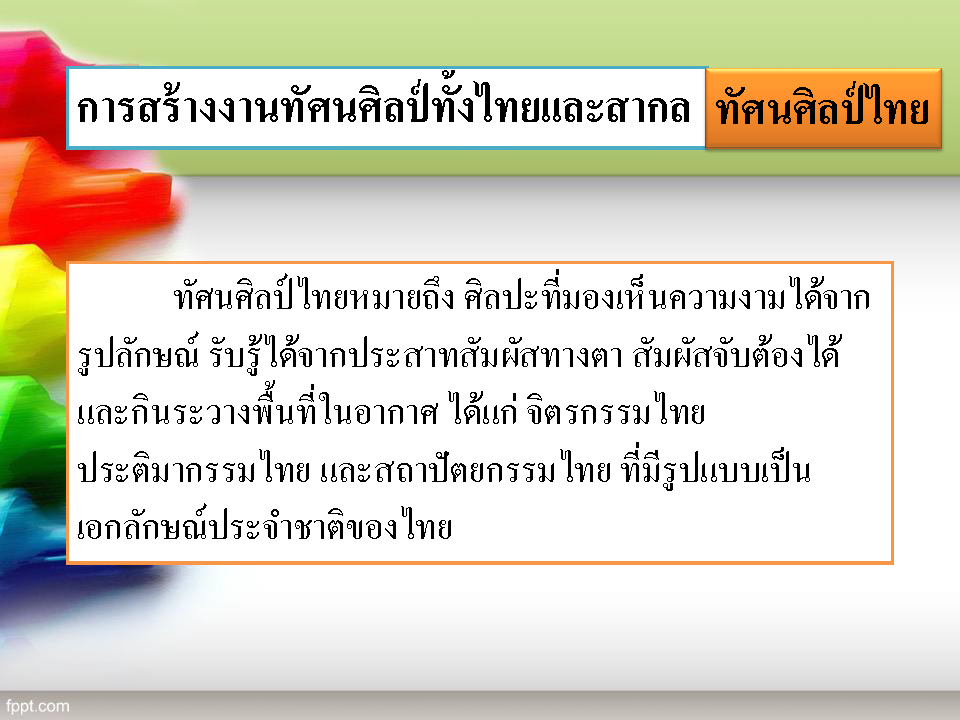 การสร้างงานทัศนศิลป์ทั้งไทยและสากล
ทัศนศิลป์ไทย
ทัศนศิลป์ไทยหมายถึง ศิลปะที่มองเห็นความงามได้จาก
รูปลักษณ์ รับรู้ได้จากประสาทสัมผัสทางตา สัมผัสจับต้องได้
และกินระวางพื้นที่ในอากาศ ได้แก่ จิตรกรรมไทย
ประติมากรรมไทย และสถาปัตยกรรมไทย ที่มีรูปแบบเป็น
เอกลักษณ์ประจำชาติของไทย
fppt.com